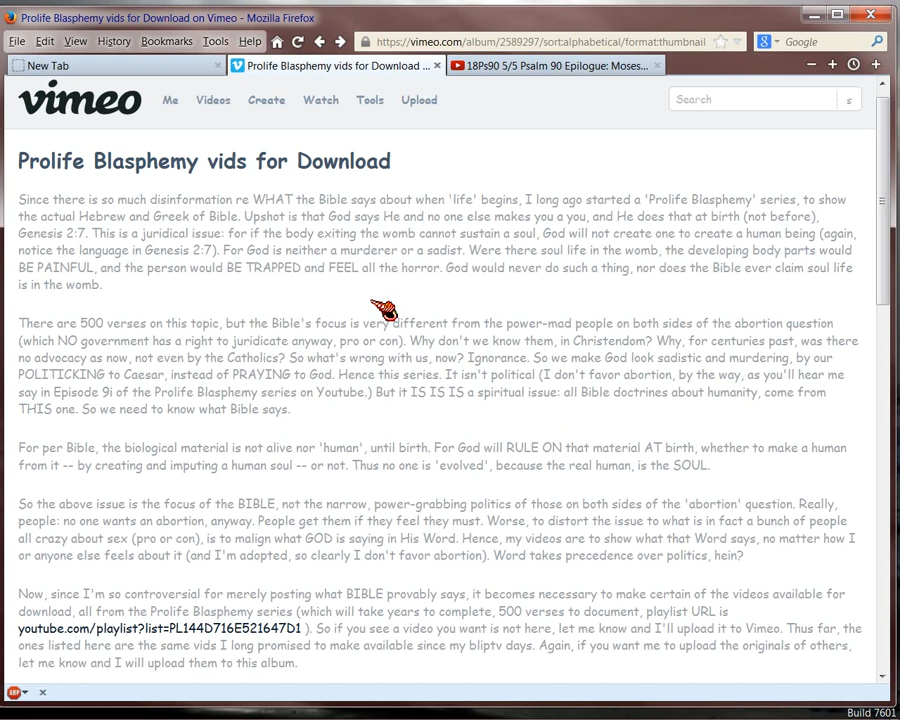 Prolife Blasphemy vids for Download on Vimeo - Mozilla Firefox
File Edit View History Bookmarks Tools Help
https://vimeo.com/album/2589297/sort:alphabetical/format:thumbnail
Google
New Tab
Prolife Blasphemy vids for Download ...
18Ps90 5/5 Psalm 90 Epilogue: Moses...
vimeo
Me Videos Create Watch Tools Upload
Search s
Prolife Blasphemy vids for Download
Since there is so much disinformation re WHAT the Bible says about when 'life' begins, I long ago started a 'Prolife Blasphemy' series, to show
the actual Hebrew and Greek of Bible. Upshot is that God says He and no one else makes you a you, and He does that at birth (not before),
Genesis 2:7. This is a juridical issue: for if the body exiting the womb cannot sustain a soul, God will not create one to create a human being (again,
notice the language in Genesis 2:7). For God is neither a murderer or a sadist. Were there soul life in the womb, the developing body parts would
BE PAINFUL, and the person would BE TRAPPED and FEEL all the horror. God would never do such a thing, nor does the Bible ever claim soul life
is in the womb.
There are 500 verses on this topic, but the Bible's focus is very different from the power-mad people on both sides of the abortion question
(which NO government has a right to juridicate anyway, pro or con). Why don't we know them, in Christendom? Why, for centuries past, was there
no advocacy as now, not even by the Catholics? So what's wrong with us, now? Ignorance. So we make God look sadistic and murdering, by our
POLITICKING to Caesar, instead of PRAYING to God. Hence this series. It isn't political (I don't favor abortion, by the way, as you'll hear me
say in Episode 9i of the Prolife Blasphemy series on Youtube.) But it IS IS IS a spiritual issue: all Bible doctrines about humanity, come from
THIS one. So we need to know what Bible says.
For per Bible, the biological material is not alive nor 'human', until birth. For God will RULE ON that material AT birth, whether to make a human
from it -- by creating and imputing a human soul -- or not. Thus no one is 'evolved', because the real human, is the SOUL.
So the above issue is the focus of the BIBLE, not the narrow, power-grabbing politics of those on both sides of the 'abortion' question. Really,
people: no one wants an abortion, anyway. People get them if they feel they must. Worse, to distort the issue to what is in fact a bunch of people
all crazy about sex (pro or con), is to malign what GOD is saying in His Word. Hence, my videos are to show what that Word says, no matter how I
or anyone else feels about it (and I'm adopted, so clearly I don't favor abortion). Word takes precedence over politics, hein?
Now, since I'm so controversial for merely posting what BIBLE provably says, it becomes necessary to make certain of the videos available for
download, all from the Prolife Blasphemy series (which will take years to complete, 500 verses to document, playlist URL is
youtube.com/playlist?list=PL144D716E521647D1 ). So if you see a video you want is not here, let me know and I'll upload it to Vimeo. Thus far, the
ones listed here are the same vids I long promised to make available since my bliptv days. Again, if you want me to upload the originals of others,
let me know and I will upload them to this album.
ABP
Build 7601